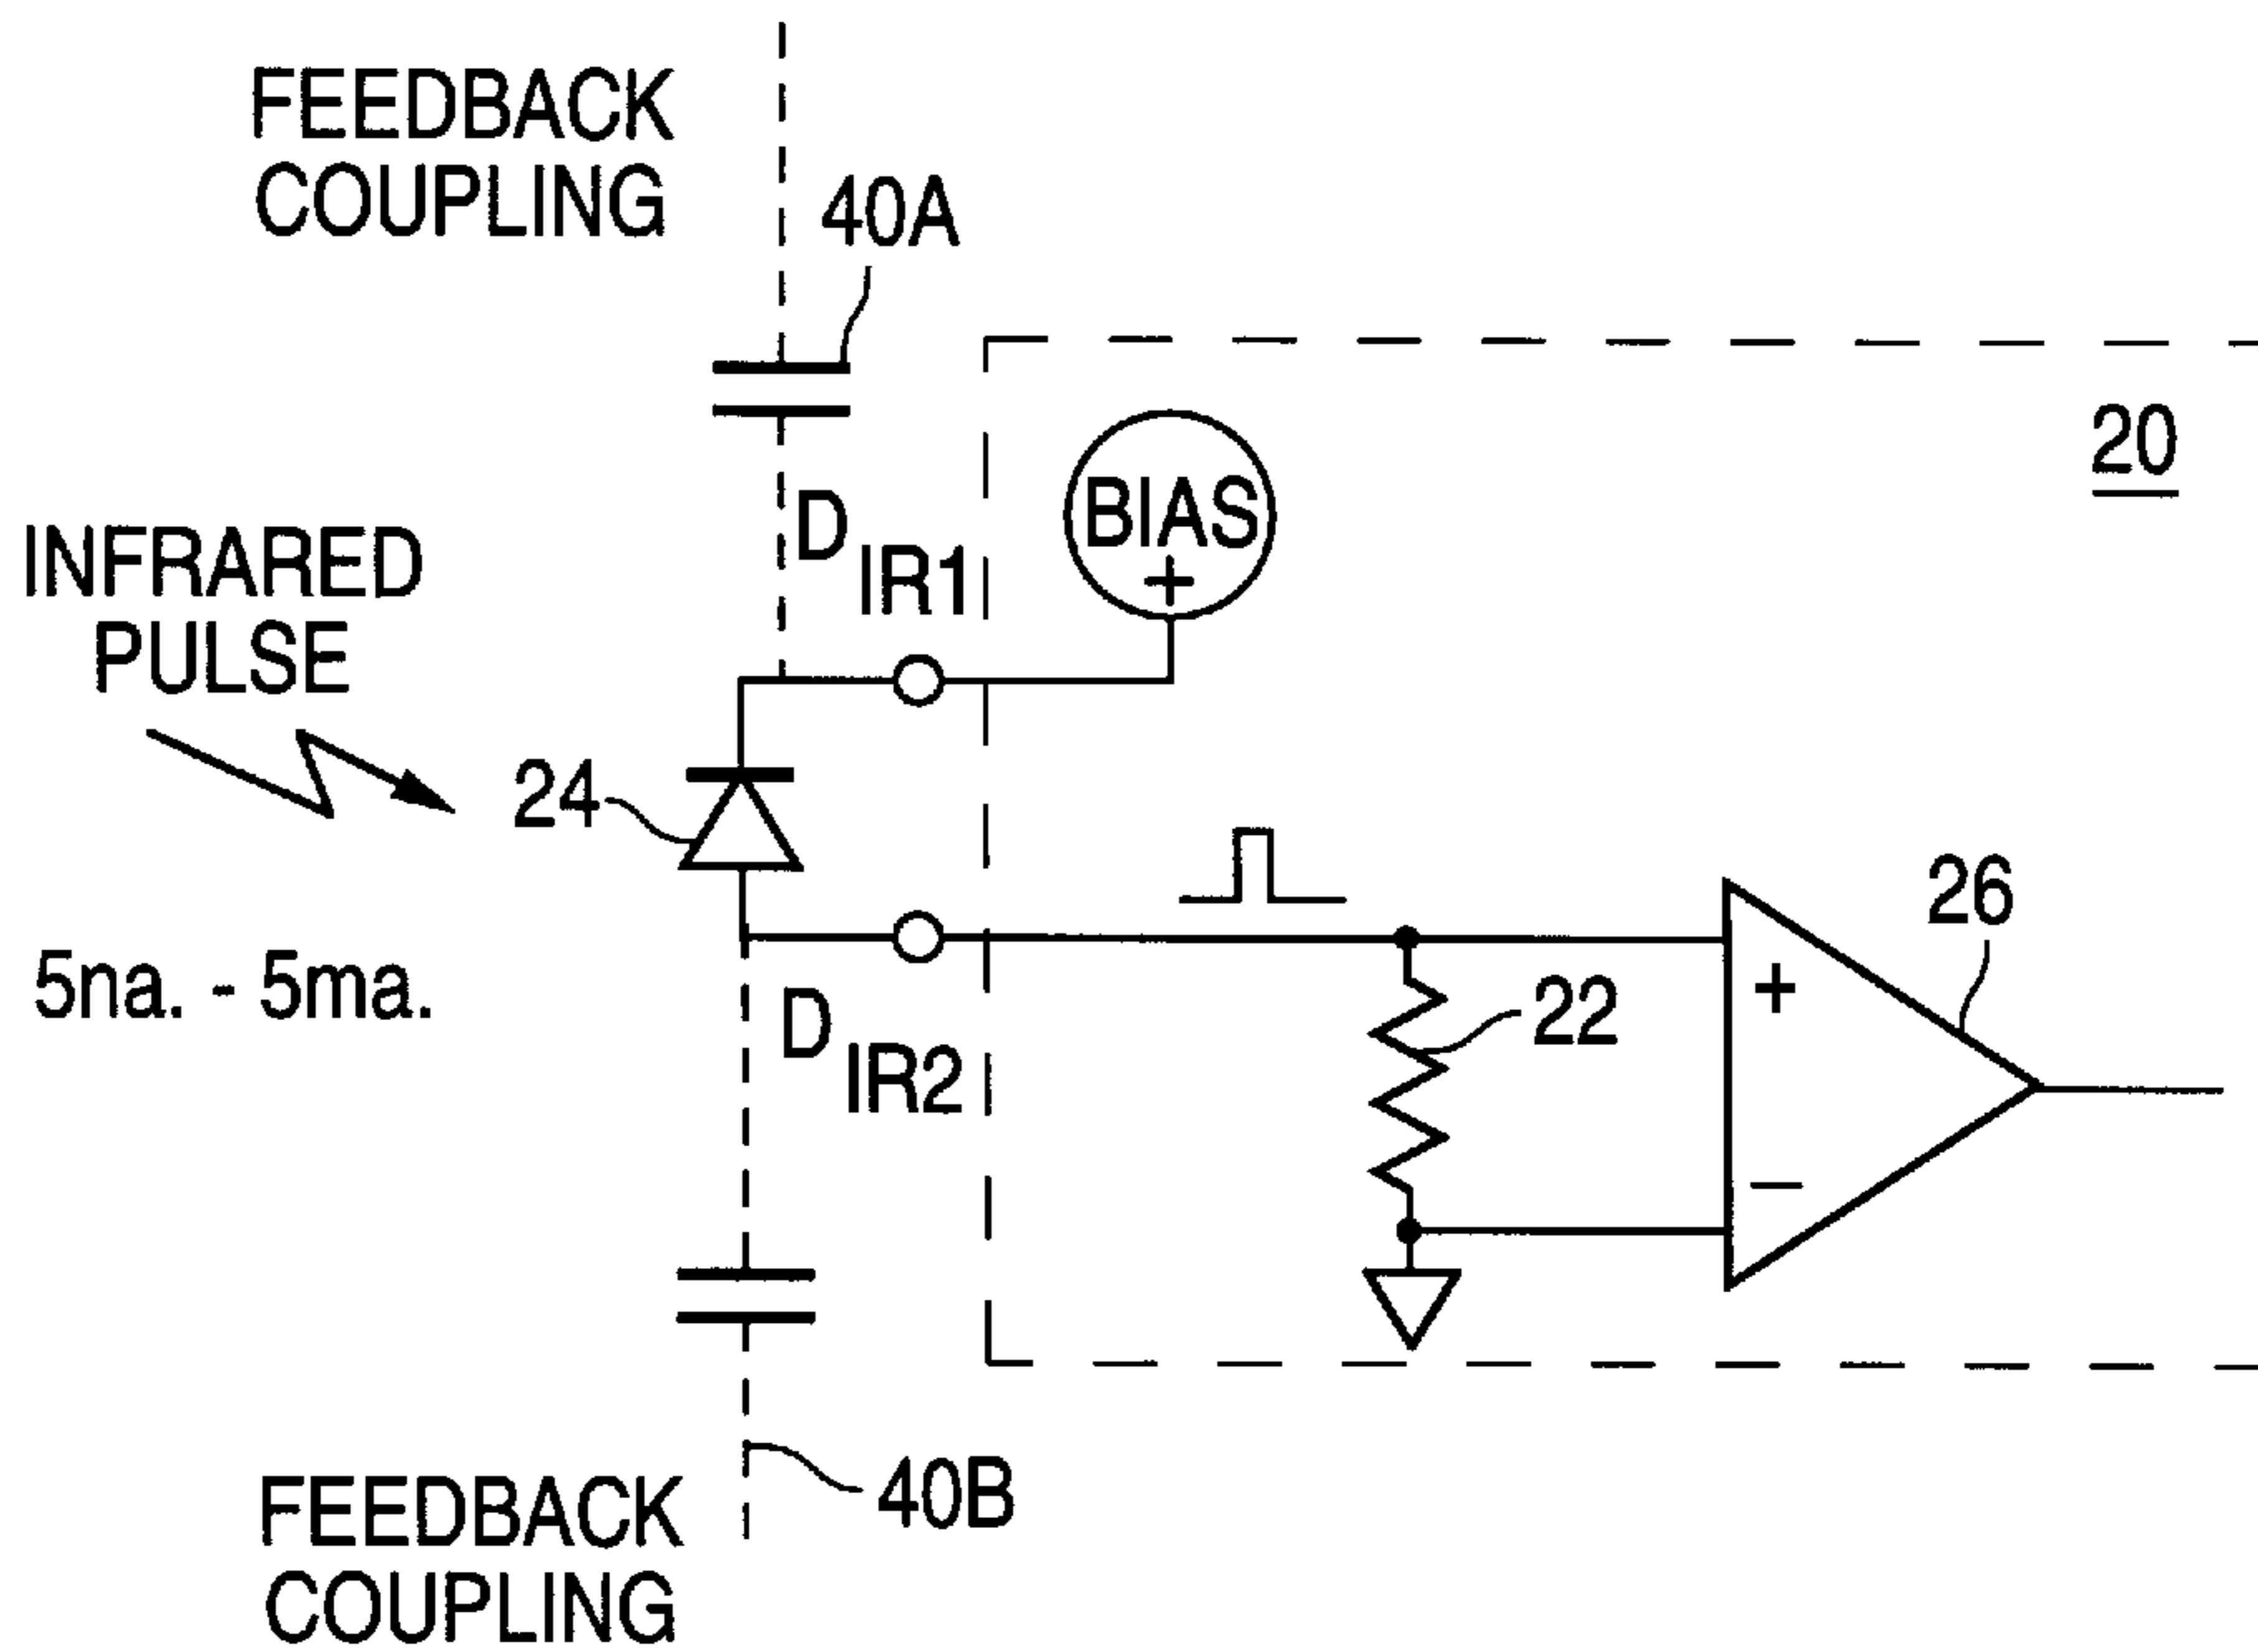 FEEDBACK
COUPLING
40A
20
BIAS
+
D IR1
INFRARED
PULSE
24
26
5na. - 5ma.
+
22
D IR2
−
40B
FEEDBACK
COUPLING